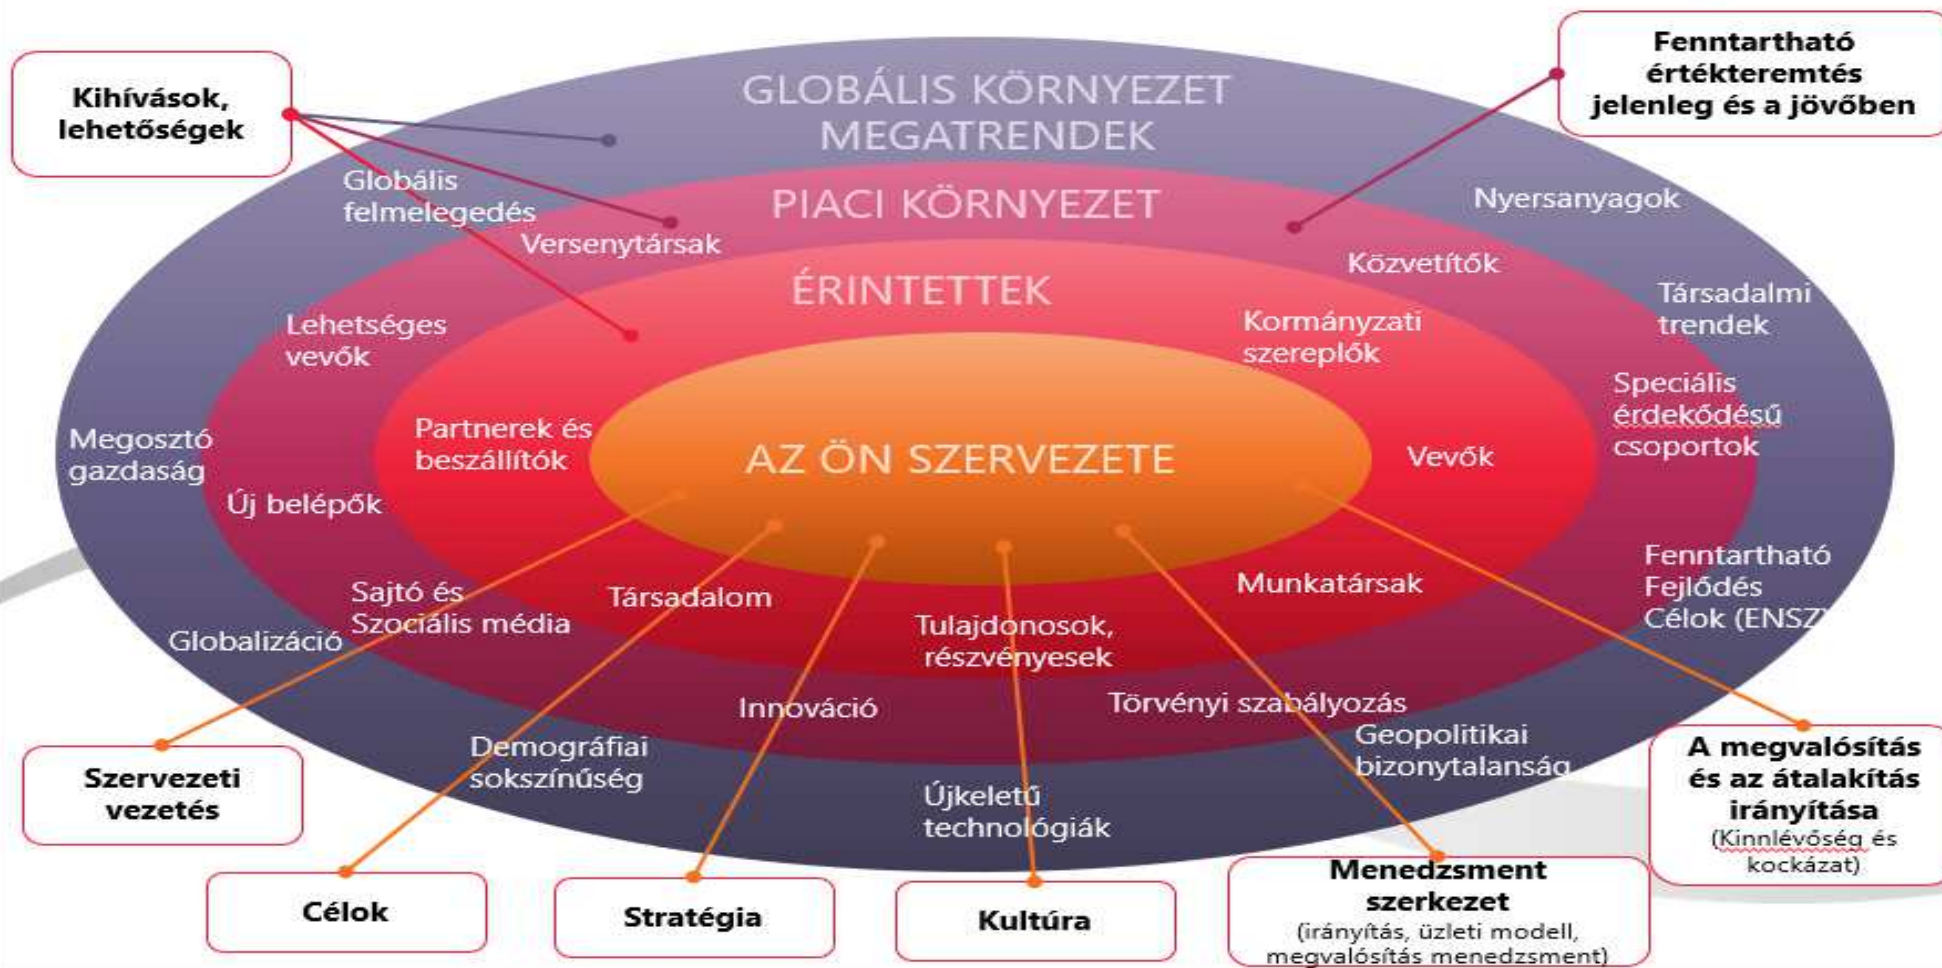 Kihívások,
lehetőségek
Fenntartható
értékteremtés
jelenleg és a jövőben
GLOBÁLIS KÖRNYEZET
MEGATRENDEK
Globális
felmelegedés
Nyersanyagok
PIACI KÖRNYEZET
Versenytársak
Közvetítők
Társadalmi
trendek
ÉRINTETTEK
Lehetséges
vevők
Kormányzati
szereplők
Speciális
érdekődésű
csoportok
Megosztó
gazdaság
Partnerek és
beszállítók
AZ ÖN SZERVEZETE
Vevők
Új belépők
Fenntartható
Fejlődés
Célok (ENSZ)
Sajtó és
Szociális média
Társadalom
Munkatársak
Globalizáció
Tulajdonosok,
részvényesek
Innováció
Törvényi szabályozás
Demográfiai
sokszínűség
Geopolitikai
bizonytalanság
Újkeletű
technológiák
Szervezeti
vezetés
Célok
Stratégia
Kultúra
Menedzsment
szerkezet
(irányítás, üzleti modell,
megvalósítás menedzsment)
A megvalósítás
és az átalakítás
irányítása
(Kinnlévőség és
kockázat)